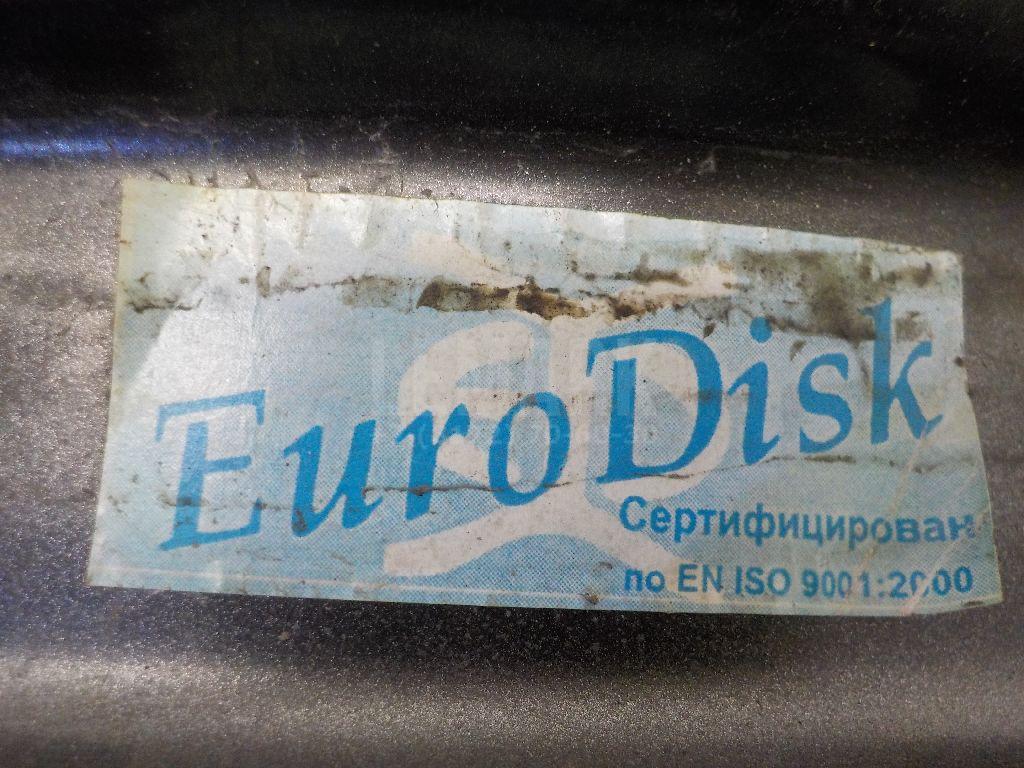 EuroDisk
Сертифицирован
по EN ISO 9001:2000